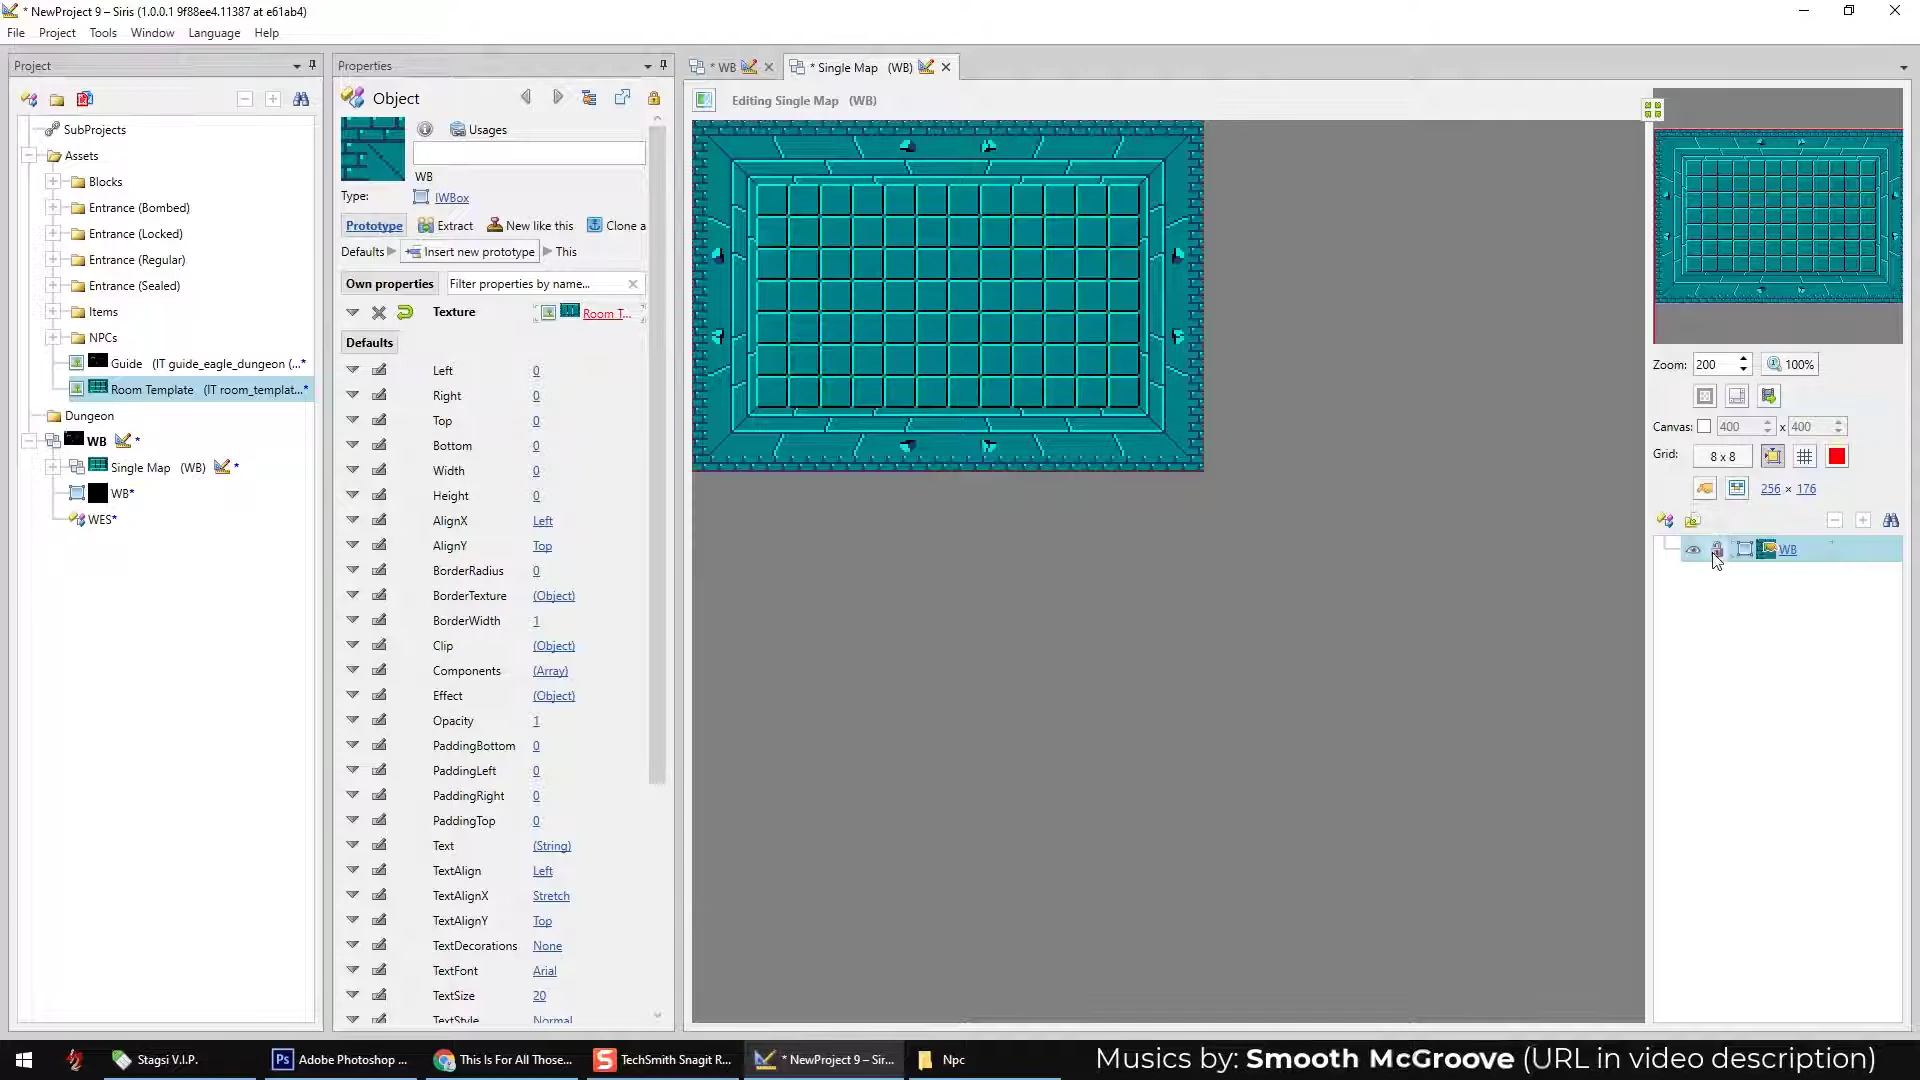 * NewProject 9 – Siris (1.0.0.1 9f88ee4.11387 at e61ab4)
File Project Tools Window Language Help
Project
SubProjects
Assets
Blocks
Entrance (Bombed)
Entrance (Locked)
Entrance (Regular)
Entrance (Sealed)
Items
NPCs
Guide (IT guide_eagle_dungeon (...*
Room Template (IT room_templat...*
Dungeon
WB *
Single Map (WB) *
WB*
WES*
Properties
Object
Usages
WB
Type: IWBox
Prototype Extract New like this Clone a
Defaults Insert new prototype This
Own properties Filter properties by name...
Texture Room T...
Defaults
Left 0
Right 0
Top 0
Bottom 0
Width 0
Height 0
AlignX Left
AlignY Top
BorderRadius 0
BorderTexture (Object)
BorderWidth 1
Clip (Object)
Components (Array)
Effect (Object)
Opacity 1
PaddingBottom 0
PaddingLeft 0
PaddingRight 0
PaddingTop 0
Text (String)
TextAlign Left
TextAlignX Stretch
TextAlignY Top
TextDecorations None
TextFont Arial
TextSize 20
TextStyle Normal
* WB * Single Map (WB)
Editing Single Map (WB)
Zoom: 200 100%
Canvas: 400 x 400
Grid: 8 x 8
256 × 176
WB
Stagsi V.I.P. Ps Adobe Photoshop ... This Is For All Those... S TechSmith Snagit R... * NewProject 9 – Sir... Npc
Musics by: Smooth McGroove (URL in video description)